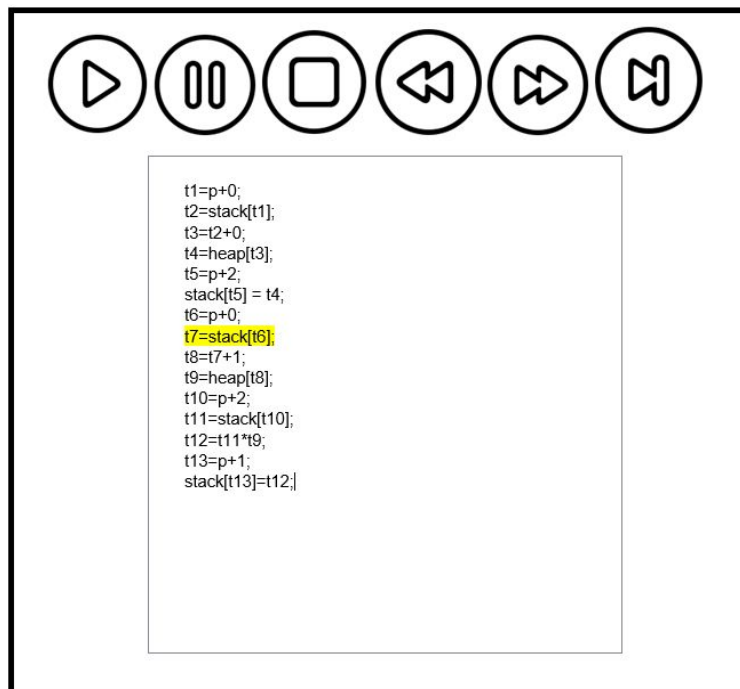 t1=p+0;
t2=stack[t1];
t3=t2+0;
t4=heap[t3];
t5=p+2;
stack[t5] = t4;
t6=p+0;
t7=stack[t6];
t8=t7+1;
t9=heap[t8];
t10=p+2;
t11=stack[t10];
t12=t11*t9;
t13=p+1;
stack[t13]=t12;